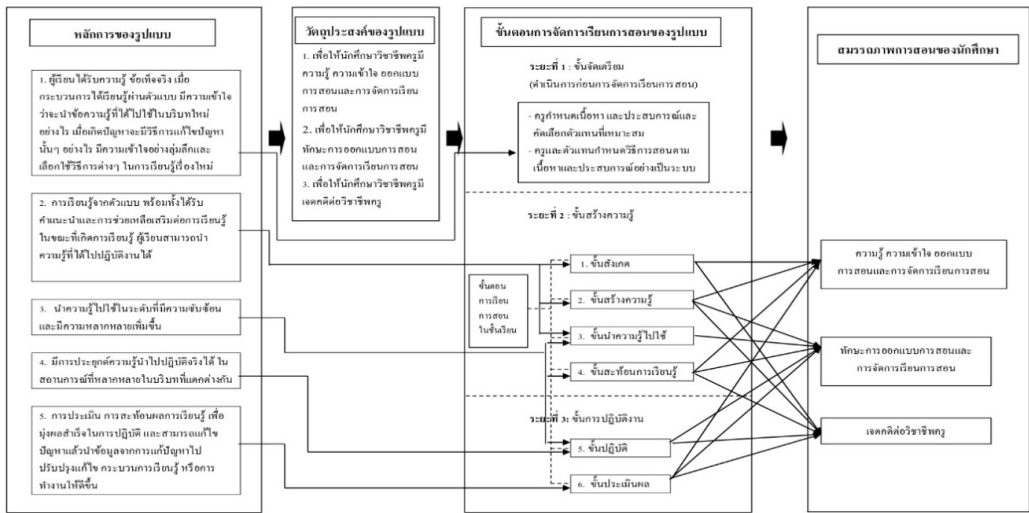 หลักการของรูปแบบ
1. ผู้เรียนได้รับความรู้ ข้อเท็จจริง เมื่อ
กระบวนการได้เรียนรู้ผ่านตัวแบบ มีความเข้าใจ
ว่าจะนำข้อความรู้ที่ได้ไปใช้ในบริบทใหม่
อย่างไร เมื่อเกิดปัญหาจะมีวิธีการแก้ไขปัญหา
นั้นๆ อย่างไร มีความเข้าใจอย่างลุ่มลึกและ
เลือกใช้วิธีการต่างๆ ในการเรียนรู้เรื่องใหม่
2. การเรียนรู้จากตัวแบบ พร้อมทั้งได้รับ
คำแนะนำและการช่วยเหลือเสริมต่อการเรียนรู้
ในขณะที่เกิดการเรียนรู้ ผู้เรียนสามารถนำ
ความรู้ที่ได้ไปปฏิบัติงานได้
3. นำความรู้ไปใช้ในระดับที่มีความซับซ้อน
และมีความหลากหลายเพิ่มขึ้น
4. มีการประยุกต์ความรู้นำไปปฏิบัติจริงได้ ใน
สถานการณ์ที่หลากหลายในบริบทที่แตกต่างกัน
5. การประเมิน การสะท้อนผลการเรียนรู้ เพื่อ
มุ่งผลสำเร็จในการปฏิบัติ และสามารถแก้ไข
ปัญหาแล้วนำข้อมูลจากการแก้ปัญหาไป
ปรับปรุงแก้ไข กระบวนการเรียนรู้ หรือการ
ทำงานให้ดีขึ้น
วัตถุประสงค์ของรูปแบบ
1. เพื่อให้นักศึกษาวิชาชีพครูมี
ความรู้ ความเข้าใจ ออกแบบ
การสอนและการจัดการเรียน
การสอน
2. เพื่อให้นักศึกษาวิชาชีพครูมี
ทักษะการออกแบบการสอน
และการจัดการเรียนการสอน
3. เพื่อให้นักศึกษาวิชาชีพครูมี
เจตคติต่อวิชาชีพครู
ขั้นตอนการจัดการเรียนการสอนของรูปแบบ
ระยะที่ 1 : ขั้นจัดเตรียม
(ดำเนินการก่อนการจัดการเรียนการสอน)
- ครูกำหนดเนื้อหา และประสบการณ์และ
คัดเลือกตัวแทนที่เหมาะสม
- ครูและตัวแทนกำหนดวิธีการสอนตาม
เนื้อหาและประสบการณ์อย่างเป็นระบบ
ระยะที่ 2 : ขั้นสร้างความรู้
ขั้นตอน
การเรียน
การสอน
ในชั้นเรียน
1. ขั้นสังเกต
2. ขั้นสร้างความรู้
3. ขั้นนำความรู้ไปใช้
4. ขั้นสะท้อนการเรียนรู้
ระยะที่ 3: ขั้นการปฏิบัติงาน
5. ขั้นปฏิบัติ
6. ขั้นประเมินผล
สมรรถภาพการสอนของนักศึกษา
ความรู้ ความเข้าใจ ออกแบบ
การสอนและการจัดการเรียนการสอน
ทักษะการออกแบบการสอนและ
การจัดการเรียนการสอน
เจตคติต่อวิชาชีพครู